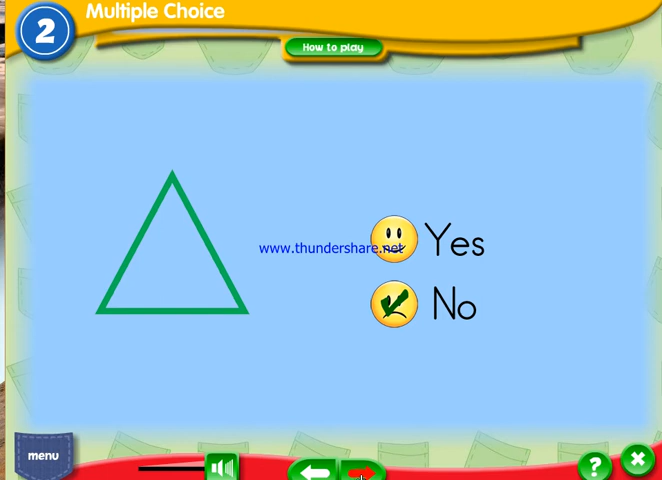 2
Multiple Choice
How to play
www.thundershare.net
Yes
No
menu
?